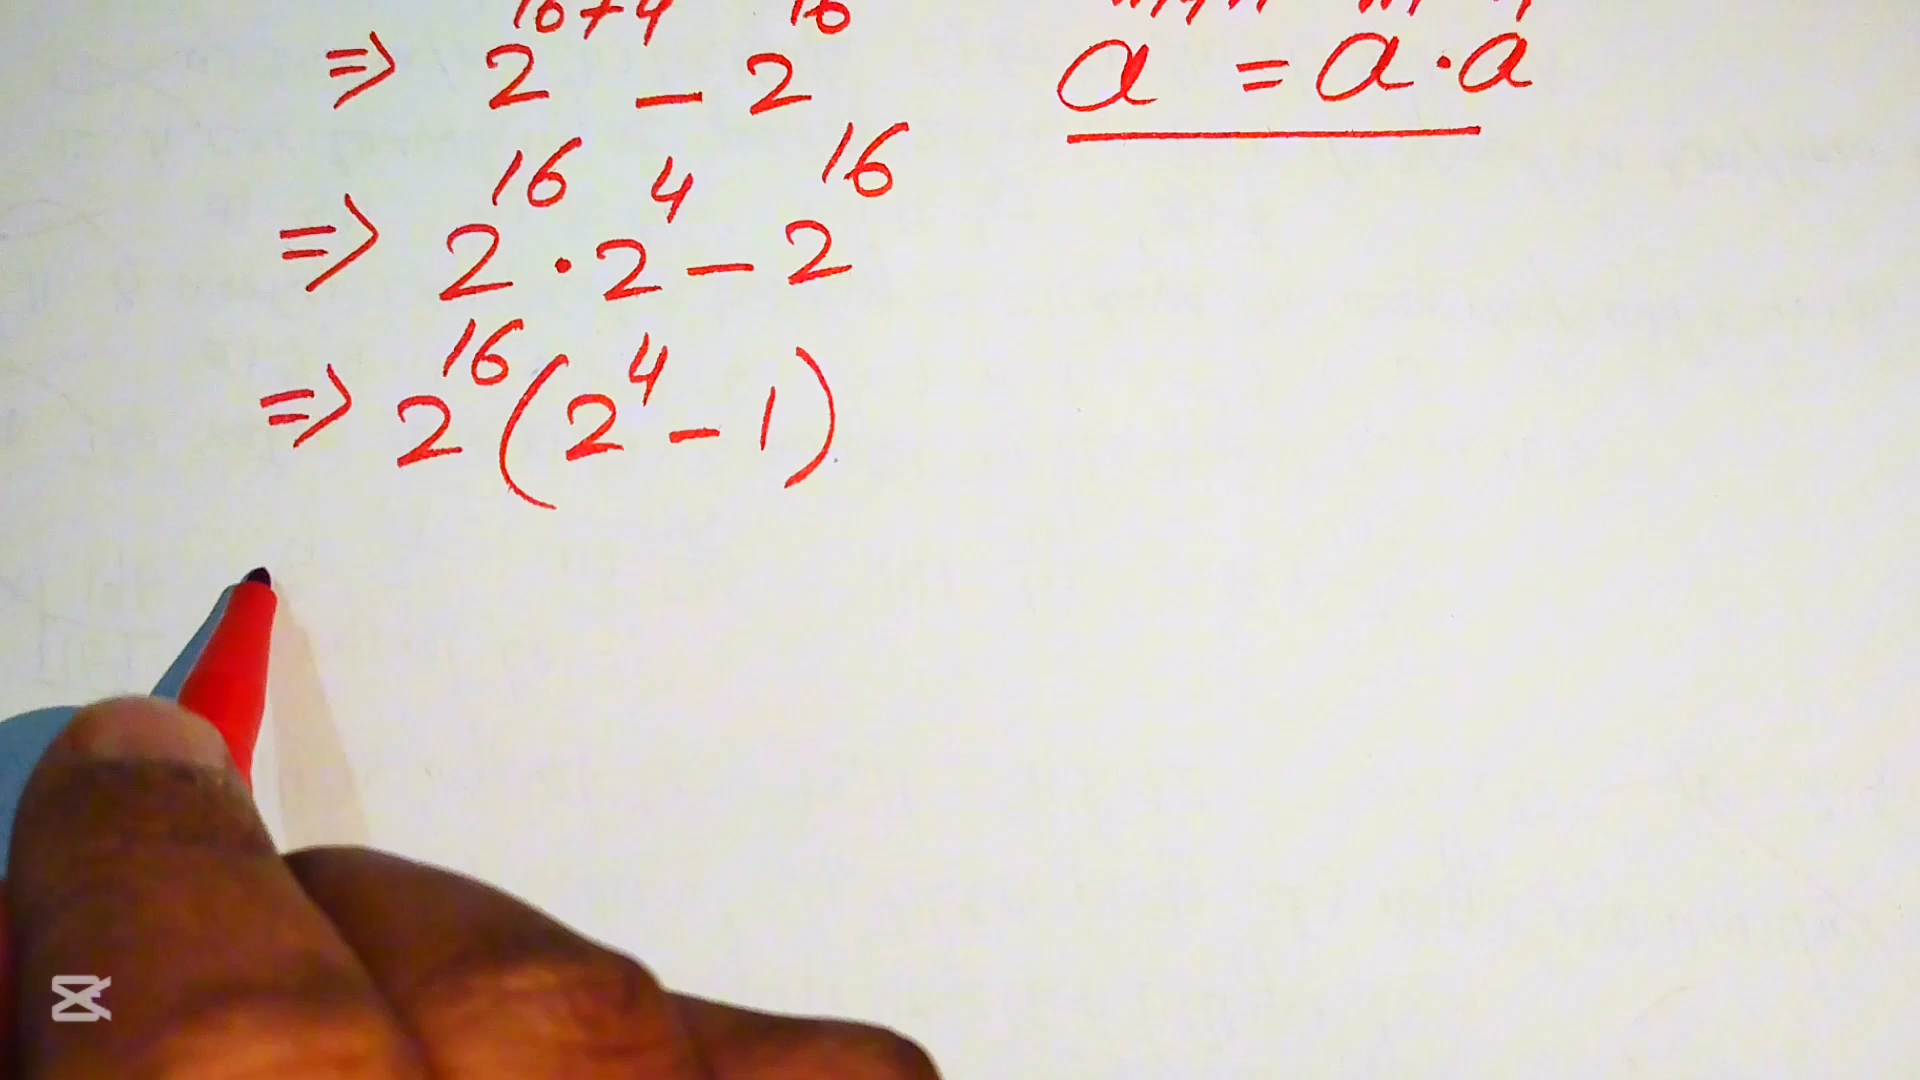 => 2^16+4 - 2^16
a^m+n = a^m · a^n
=> 2^16 · 2^4 - 2^16
=> 2^16 (2^4 - 1)